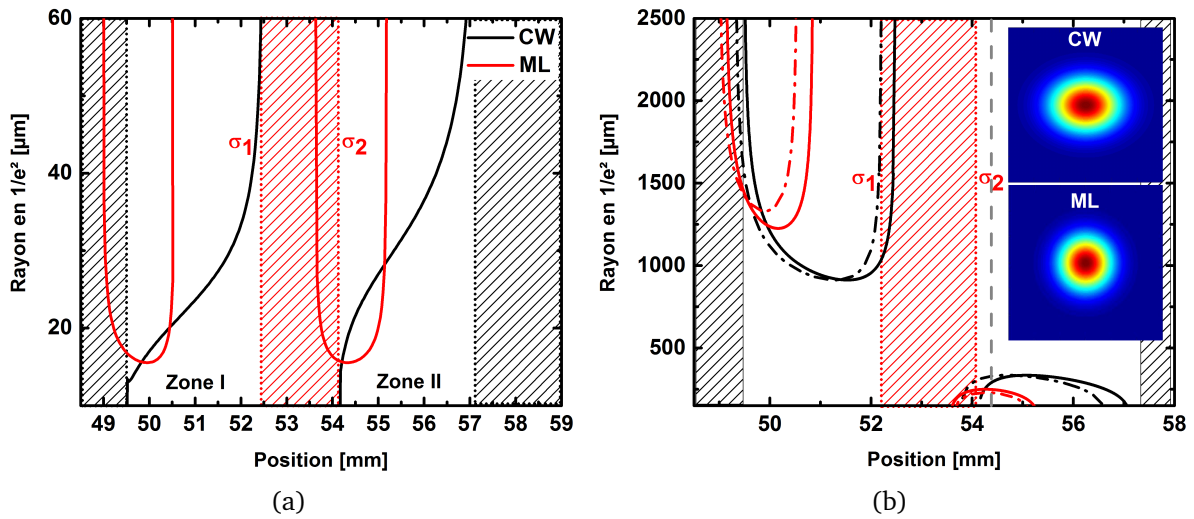 60
40
20
Rayon en 1/e² [µm]
CW
ML
σ1
σ2
Zone I
Zone II
49 50 51 52 53 54 55 56 57 58 59
Position [mm]
(a)
2500
2000
1500
1000
500
Rayon en 1/e² [µm]
CW
ML
σ1
σ2
50 52 54 56 58
Position [mm]
(b)